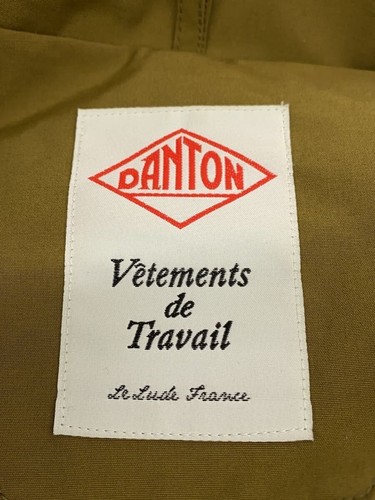 DANTON
Vêtements
de
Travail
Le Lude France